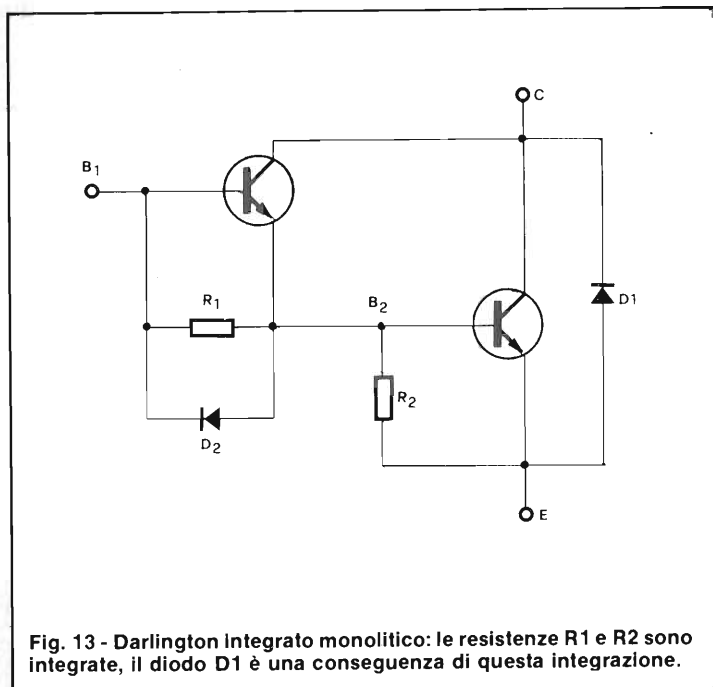 C
B1
R1
B2
D1
R2
D2
E
Fig. 13 - Darlington integrato monolitico: le resistenze R1 e R2 sono
integrate, il diodo D1 è una conseguenza di questa integrazione.